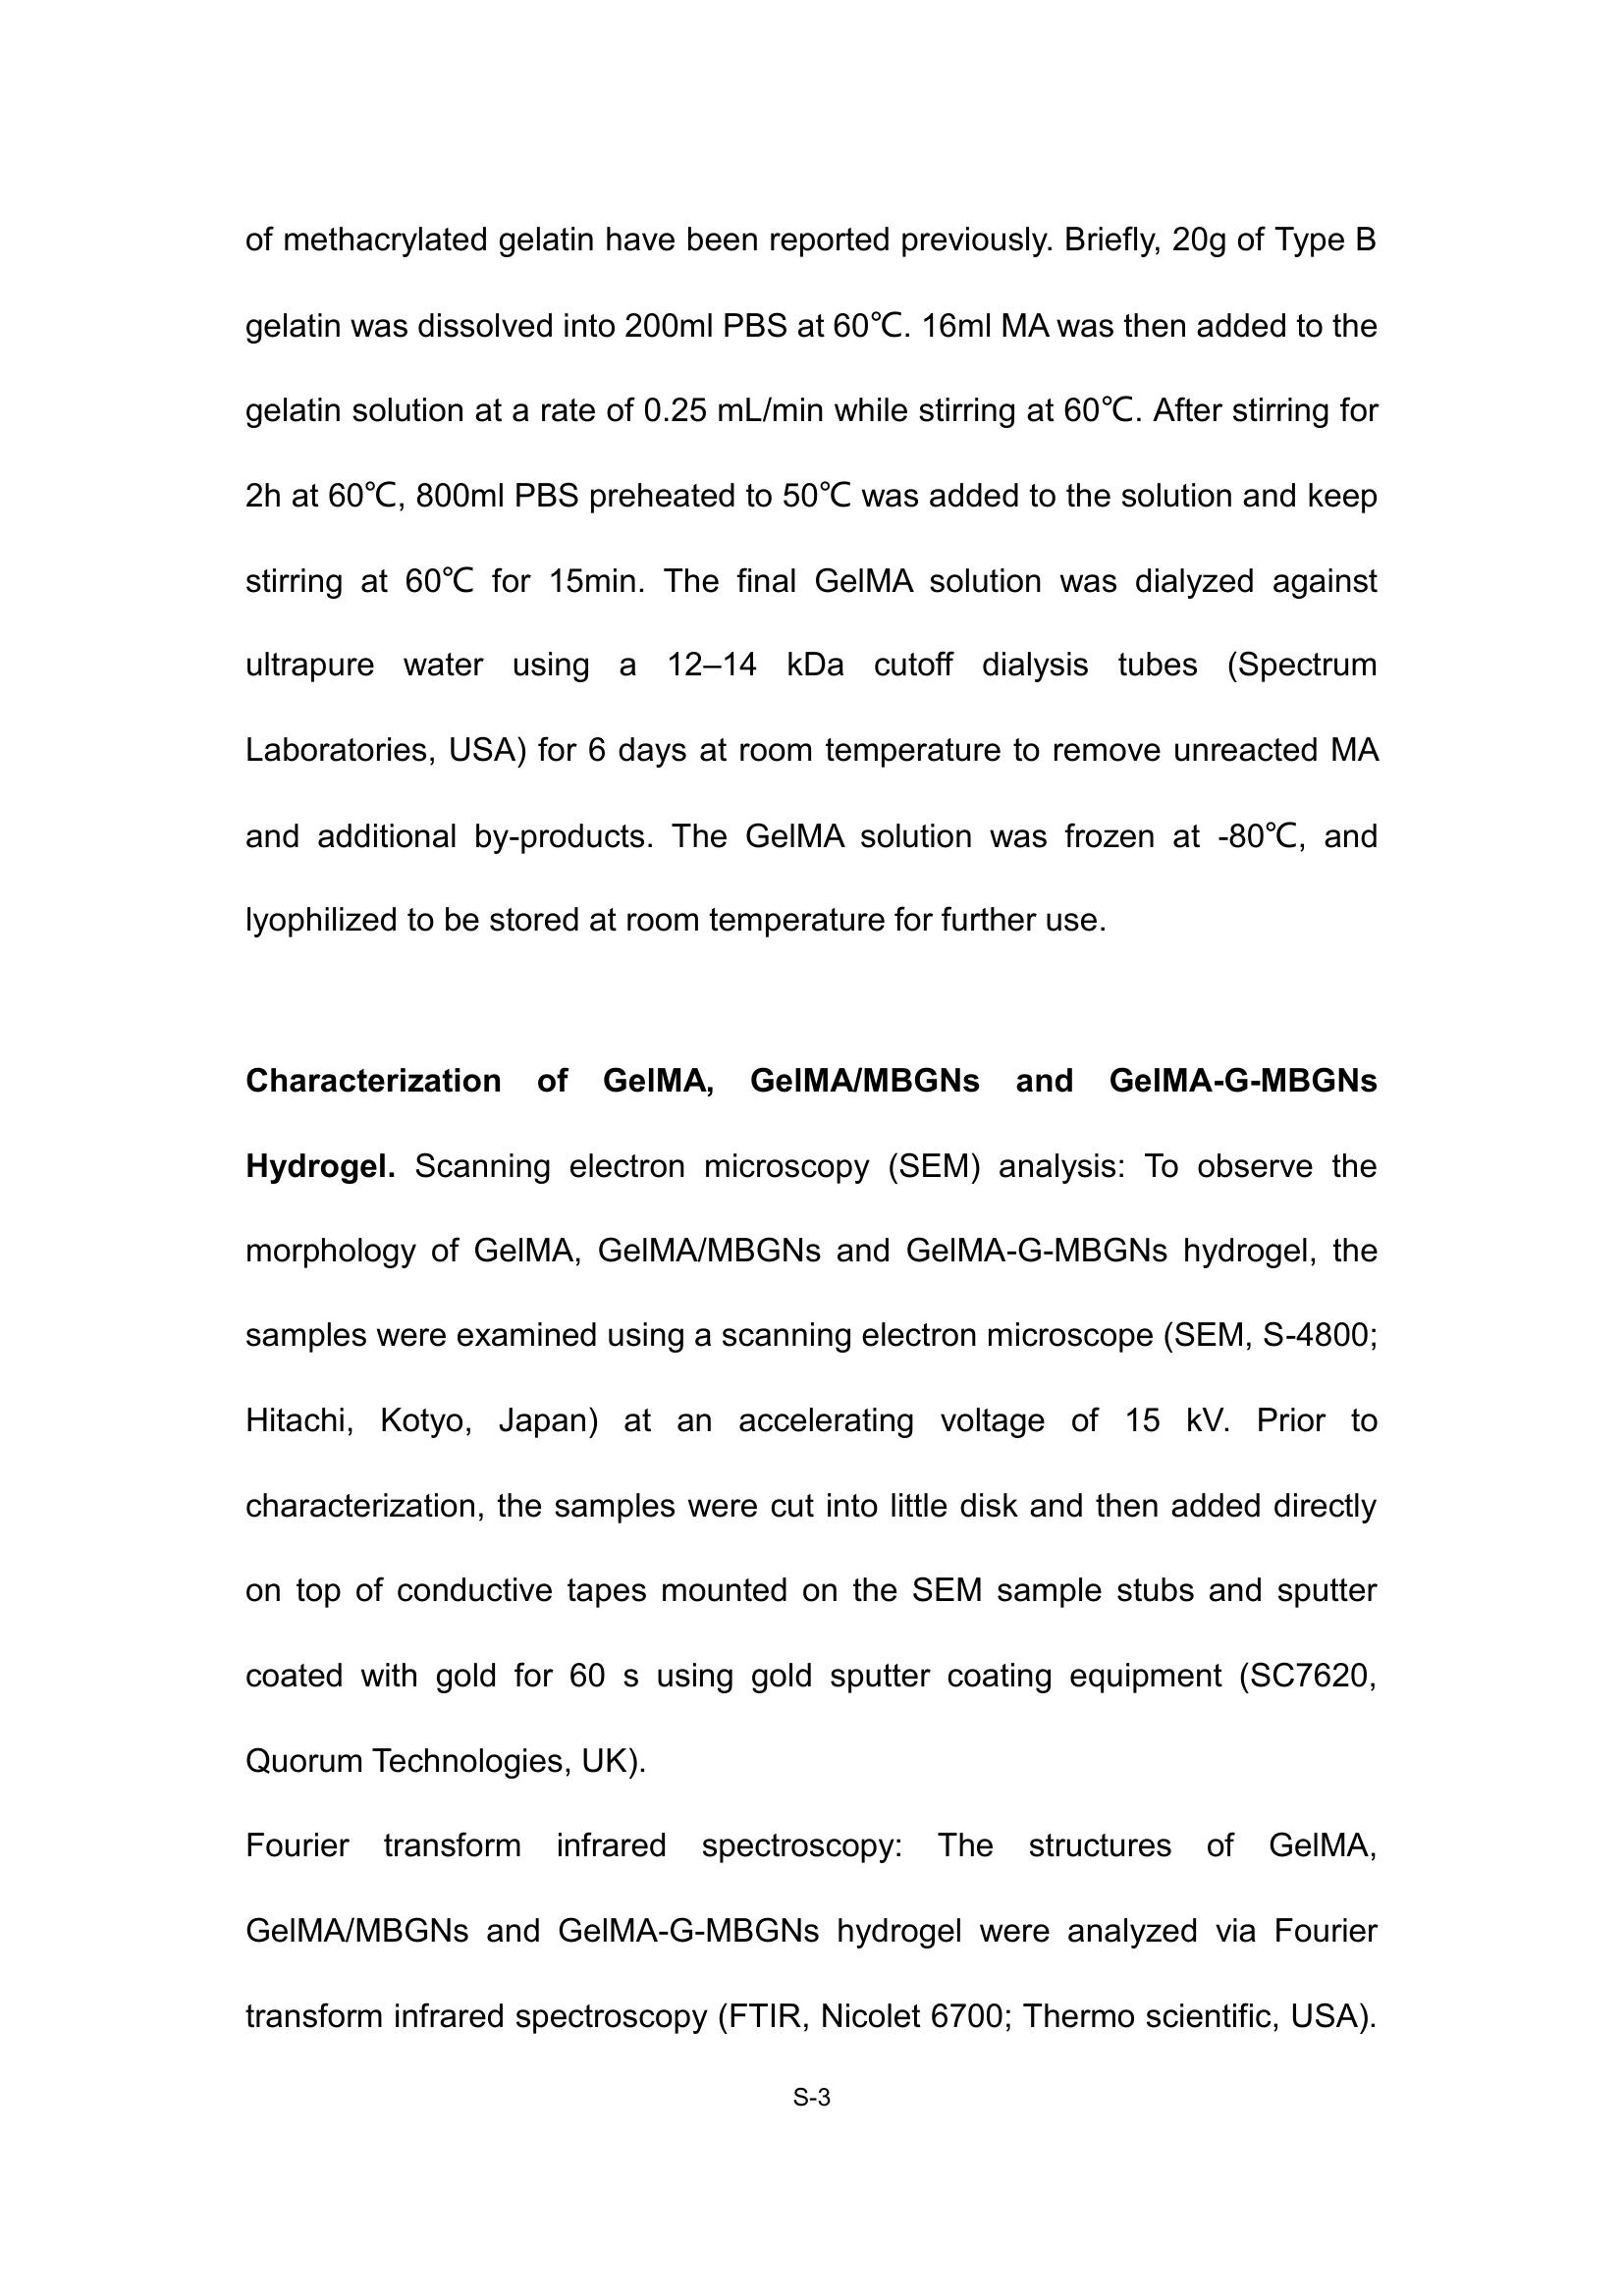 of methacrylated gelatin have been reported previously. Briefly, 20g of Type B
gelatin was dissolved into 200ml PBS at 60℃. 16ml MA was then added to the
gelatin solution at a rate of 0.25 mL/min while stirring at 60℃. After stirring for
2h at 60℃, 800ml PBS preheated to 50℃ was added to the solution and keep
stirring at 60℃ for 15min. The final GelMA solution was dialyzed against
ultrapure water using a 12–14 kDa cutoff dialysis tubes (Spectrum
Laboratories, USA) for 6 days at room temperature to remove unreacted MA
and additional by-products. The GelMA solution was frozen at -80℃, and
lyophilized to be stored at room temperature for further use.
Characterization of GelMA, GelMA/MBGNs and GelMA-G-MBGNs
Hydrogel. Scanning electron microscopy (SEM) analysis: To observe the
morphology of GelMA, GelMA/MBGNs and GelMA-G-MBGNs hydrogel, the
samples were examined using a scanning electron microscope (SEM, S-4800;
Hitachi, Kotyo, Japan) at an accelerating voltage of 15 kV. Prior to
characterization, the samples were cut into little disk and then added directly
on top of conductive tapes mounted on the SEM sample stubs and sputter
coated with gold for 60 s using gold sputter coating equipment (SC7620,
Quorum Technologies, UK).
Fourier transform infrared spectroscopy: The structures of GelMA,
GelMA/MBGNs and GelMA-G-MBGNs hydrogel were analyzed via Fourier
transform infrared spectroscopy (FTIR, Nicolet 6700; Thermo scientific, USA).
S-3